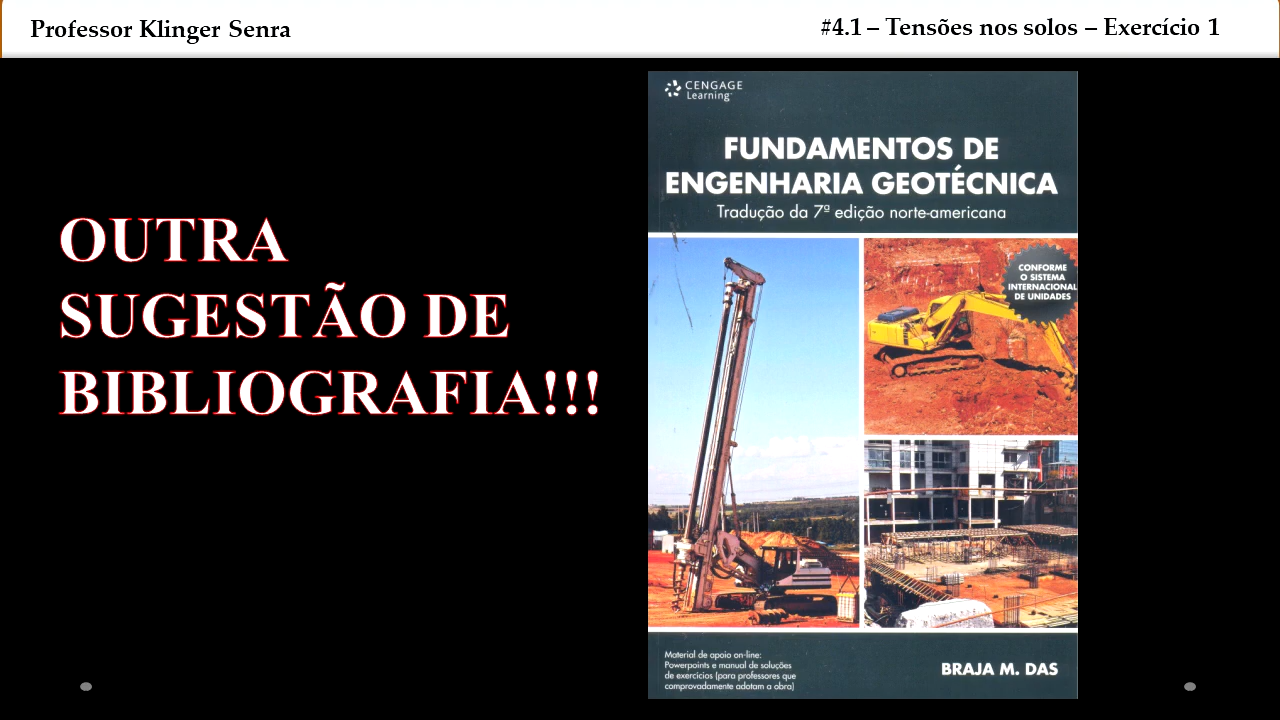 Professor Klinger Senra
#4.1 – Tensões nos solos – Exercício 1
OUTRA
SUGESTÃO DE
BIBLIOGRAFIA!!!
CENGAGE
Learning™
FUNDAMENTOS DE
ENGENHARIA GEOTÉCNICA
Tradução da 7ª edição norte-americana
CONFORME
O SISTEMA
INTERNACIONAL
DE UNIDADES
Material de apoio on-line:
Powerpoints e manual de soluções
de exercícios (para professores que
comprovadamente adotam a obra)
BRAJA M. DAS